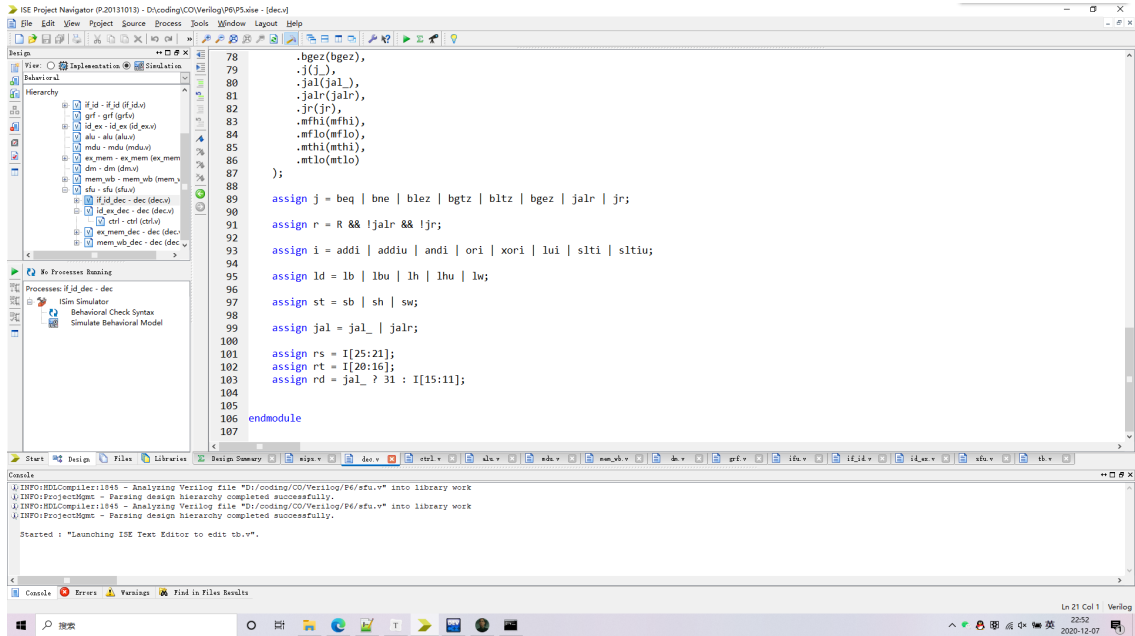 ISE Project Navigator (P.20131013) - D:\coding\CO\Verilog\P6\P5.xise - [dec.v]
File Edit View Project Source Process Tools Window Layout Help
Design
View: Implementation Simulation
Behavioral
Hierarchy
if_id - if_id (if_id.v)
grf - grf (grf.v)
id_ex - id_ex (id_ex.v)
alu - alu (alu.v)
mdu - mdu (mdu.v)
ex_mem - ex_mem (ex_mem
dm - dm (dm.v)
mem_wb - mem_wb (mem_v
sfu - sfu (sfu.v)
if_id_dec - dec (dec.v)
id_ex_dec - dec (dec.v)
ctrl - ctrl (ctrl.v)
ex_mem_dec - dec (dec.
mem_wb_dec - dec (dec
No Processes Running
Processes: if_id_dec - dec
ISim Simulator
Behavioral Check Syntax
Simulate Behavioral Model
78 .bgez(bgez),
79 .j(j_),
80 .jal(jal_),
81 .jalr(jalr),
82 .jr(jr),
83 .mfhi(mfhi),
84 .mflo(mflo),
85 .mthi(mthi),
86 .mtlo(mtlo)
87 );
88
89 assign j = beq | bne | blez | bgtz | bltz | bgez | jalr | jr;
90
91 assign r = R && !jalr && !jr;
92
93 assign i = addi | addiu | andi | ori | xori | lui | slti | sltiu;
94
95 assign ld = lb | lbu | lh | lhu | lw;
96
97 assign st = sb | sh | sw;
98
99 assign jal = jal_ | jalr;
100
101 assign rs = I[25:21];
102 assign rt = I[20:16];
103 assign rd = jal_ ? 31 : I[15:11];
104
105
106 endmodule
107
Start Design Files Libraries Design Summary mips.v dec.v ctrl.v alu.v mdu.v mem_wb.v dm.v grf.v ifu.v if_id.v id_ex.v sfu.v tb.v
Console
INFO:HDLCompiler:1845 - Analyzing Verilog file "D:/coding/CO/Verilog/P6/sfu.v" into library work
INFO:ProjectMgmt - Parsing design hierarchy completed successfully.
INFO:HDLCompiler:1845 - Analyzing Verilog file "D:/coding/CO/Verilog/P6/sfu.v" into library work
INFO:ProjectMgmt - Parsing design hierarchy completed successfully.
Started : "Launching ISE Text Editor to edit tb.v".
Console Errors Warnings Find in Files Results
Ln 21 Col 1 Verilog
搜索
英
22:52
2020-12-07